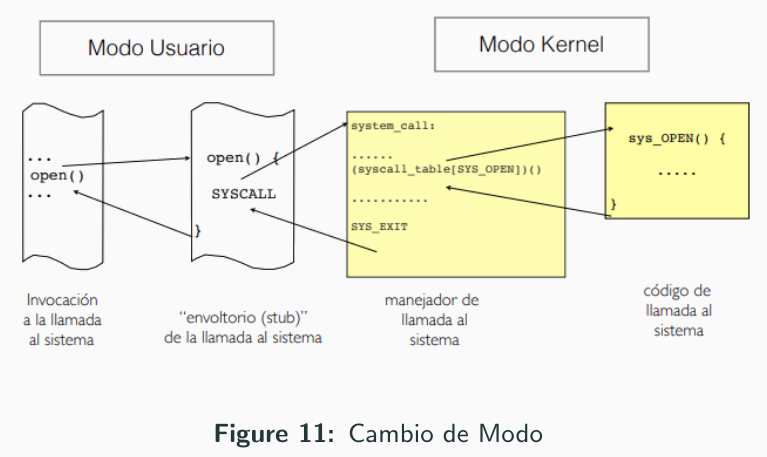 Modo Usuario
Modo Kernel
...
open()
...
open() {
SYSCALL
}
system_call:
......
(syscall_table[SYS_OPEN])()
...........
SYS_EXIT
sys_OPEN() {
.....
}
Invocación
a la llamada
al sistema
“envoltorio (stub)”
de la llamada al sistema
manejador de
llamada al
sistema
código de
llamada al
sistema
Figure 11: Cambio de Modo